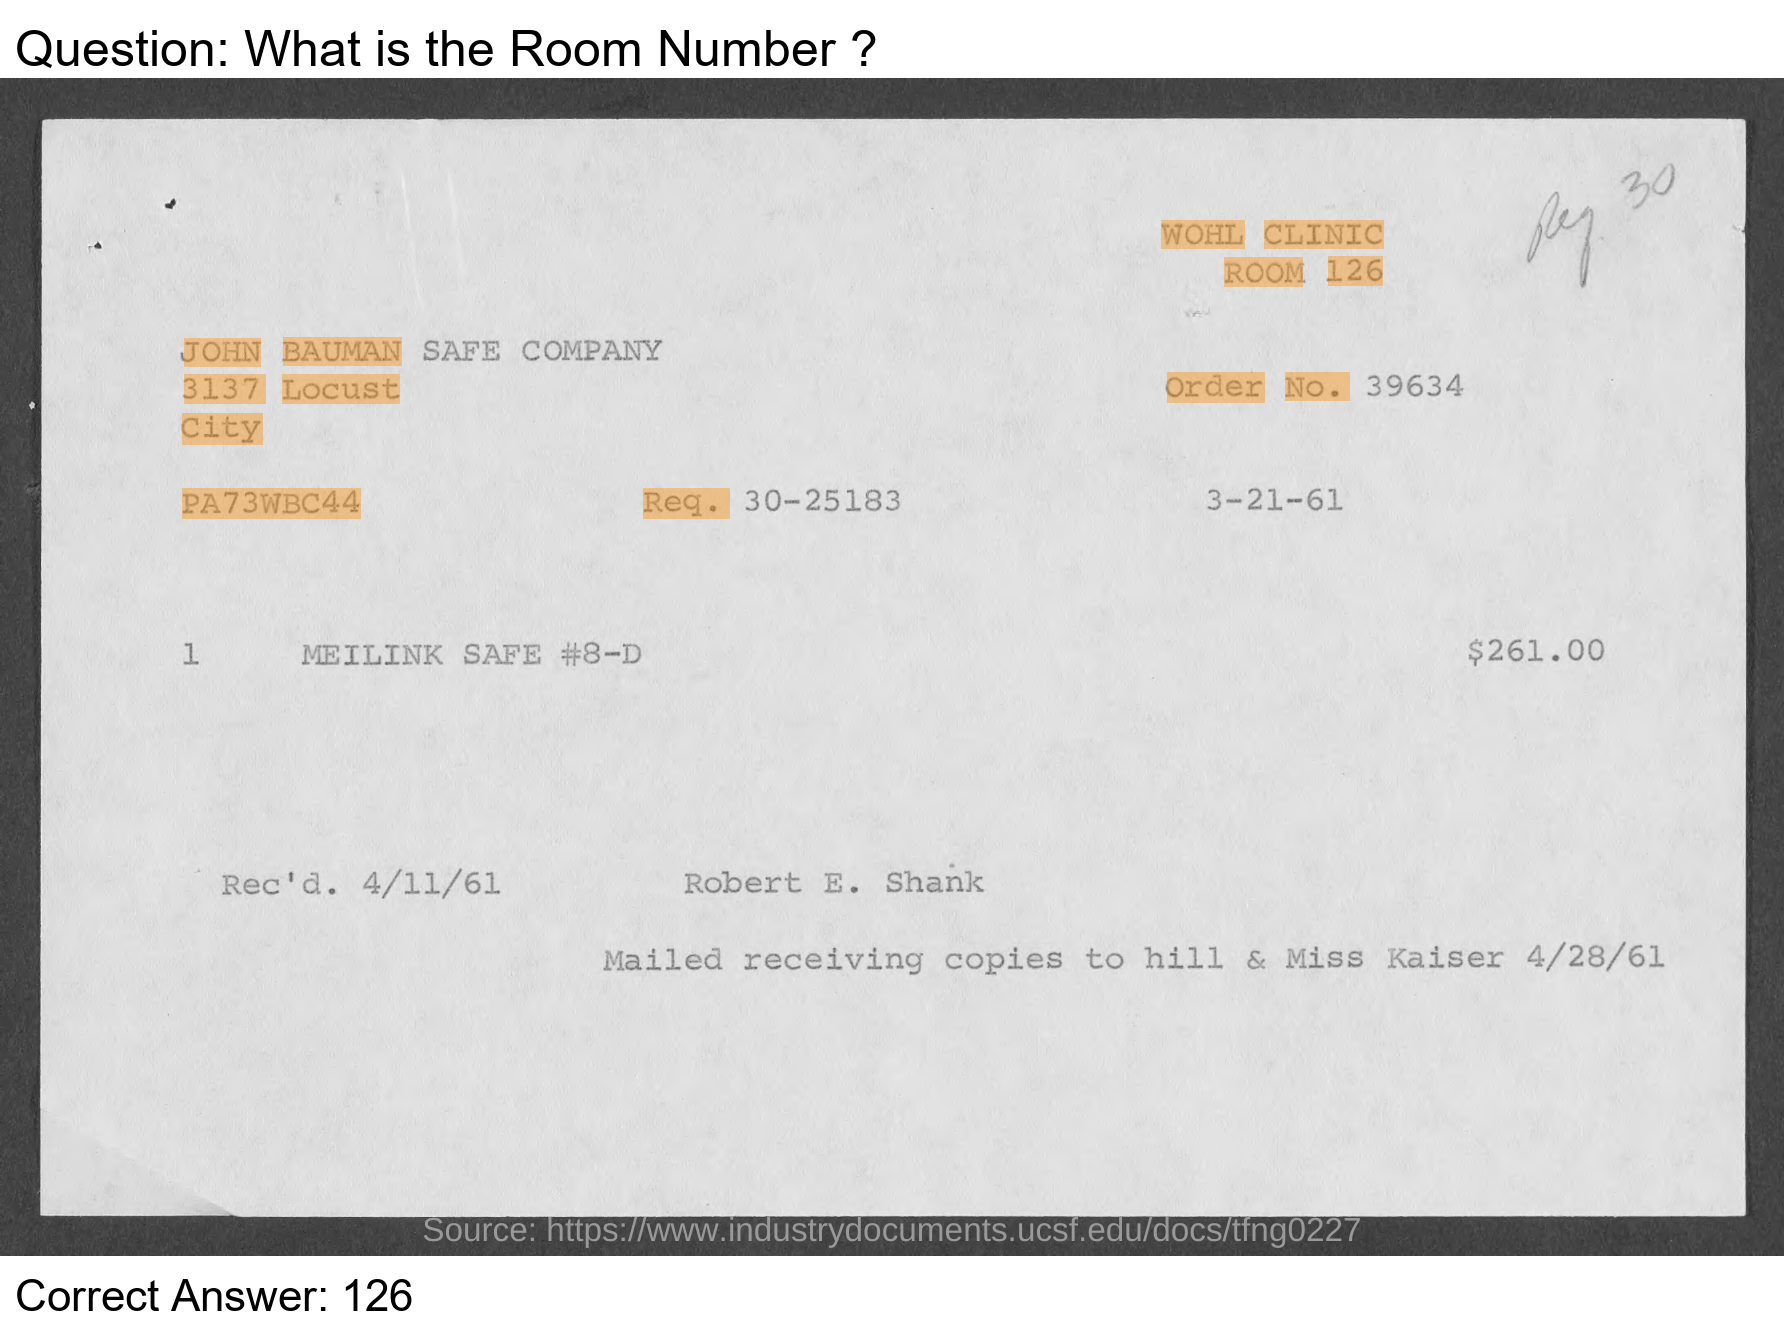 Question: What is the Room Number ?
Reg. 30
WOHL CLINIC
ROOM 126
JOHN BAUMAN SAFE COMPANY
3137 Locust
Order No. 39634
City
PA73WBC44 Req. 30-25183 3-21-61
1 MEILINK SAFE #8-D $261.00
Rec'd. 4/11/61 Robert E. Shank
Mailed receiving copies to hill & Miss Kaiser 4/28/61
Source: https://www.industrydocuments.ucsf.edu/docs/tfng0227
Correct Answer: 126